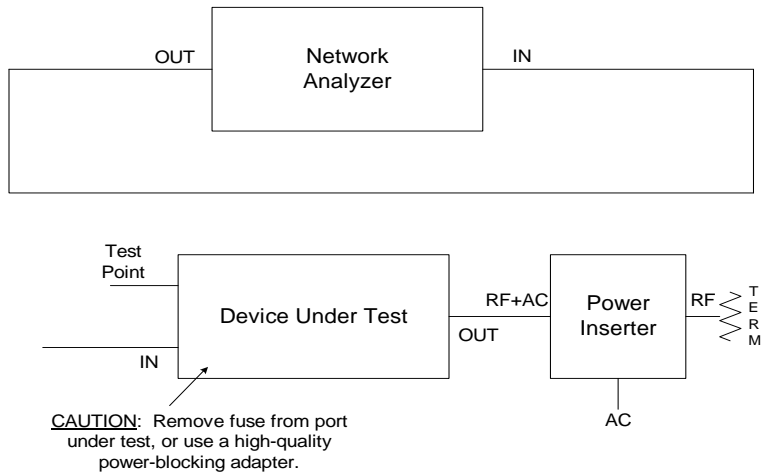 OUT
Network
Analyzer
IN
Test
Point
Device Under Test
RF+AC
OUT
Power
Inserter
RF
TERM
IN
AC
CAUTION: Remove fuse from port
under test, or use a high-quality
power-blocking adapter.